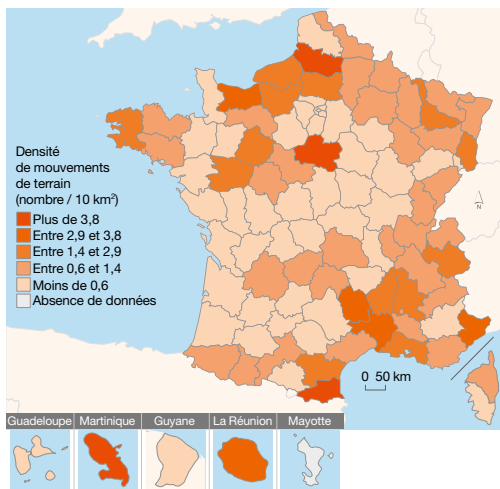 Densité
de mouvements
de terrain
(nombre / 10 km²)
Plus de 3,8
Entre 2,9 et 3,8
Entre 1,4 et 2,9
Entre 0,6 et 1,4
Moins de 0,6
Absence de données
N
0 50 km
Guadeloupe Martinique Guyane La Réunion Mayotte